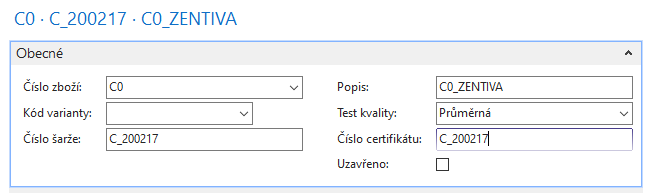 C0 · C_200217 · C0_ZENTIVA
Obecné
Číslo zboží: C0
Popis: C0_ZENTIVA
Kód varianty:
Test kvality: Průměrná
Číslo šarže: C_200217
Číslo certifikátu: C_200217
Uzavřeno: